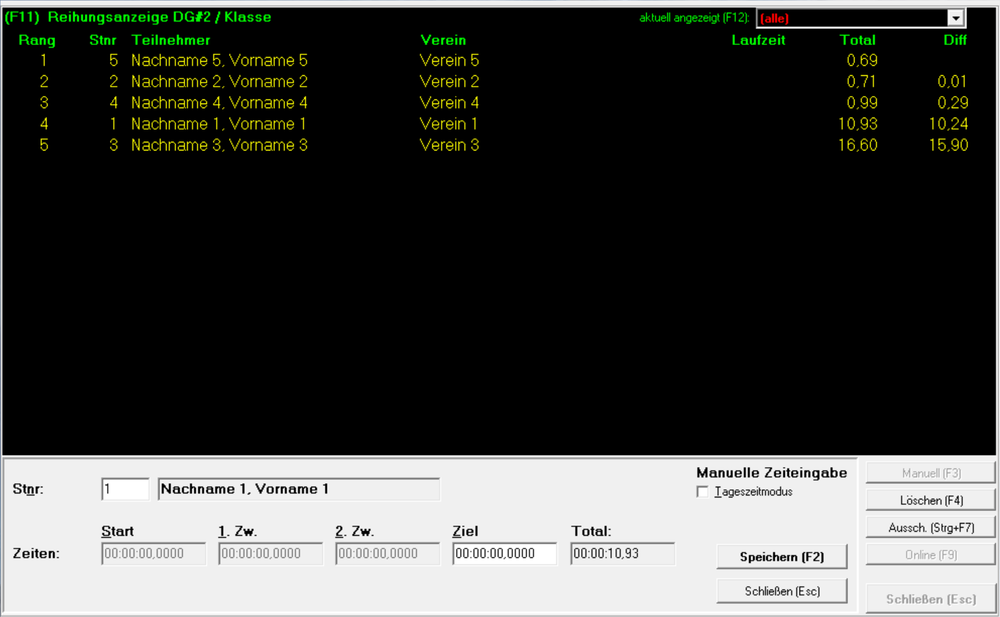 (F11) Reihungsanzeige DG#2 / Klasse aktuell angezeigt (F12): (alle)
Rang Stnr Teilnehmer Verein Laufzeit Total Diff
1 5 Nachname 5, Vorname 5 Verein 5 0,69
2 2 Nachname 2, Vorname 2 Verein 2 0,71 0,01
3 4 Nachname 4, Vorname 4 Verein 4 0,99 0,29
4 1 Nachname 1, Vorname 1 Verein 1 10,93 10,24
5 3 Nachname 3, Vorname 3 Verein 3 16,60 15,90
Manuelle Zeiteingabe
Stnr: 1 Nachname 1, Vorname 1
Tageszeitmodus
Start 1. Zw. 2. Zw. Ziel Total:
Zeiten: 00:00:00,0000 00:00:00,0000 00:00:00,0000 00:00:00,0000 00:00:10,93
Speichern (F2)
Schließen (Esc)
Manuell (F3)
Löschen (F4)
Aussch. (Strg+F7)
Online (F9)
Schließen (Esc)